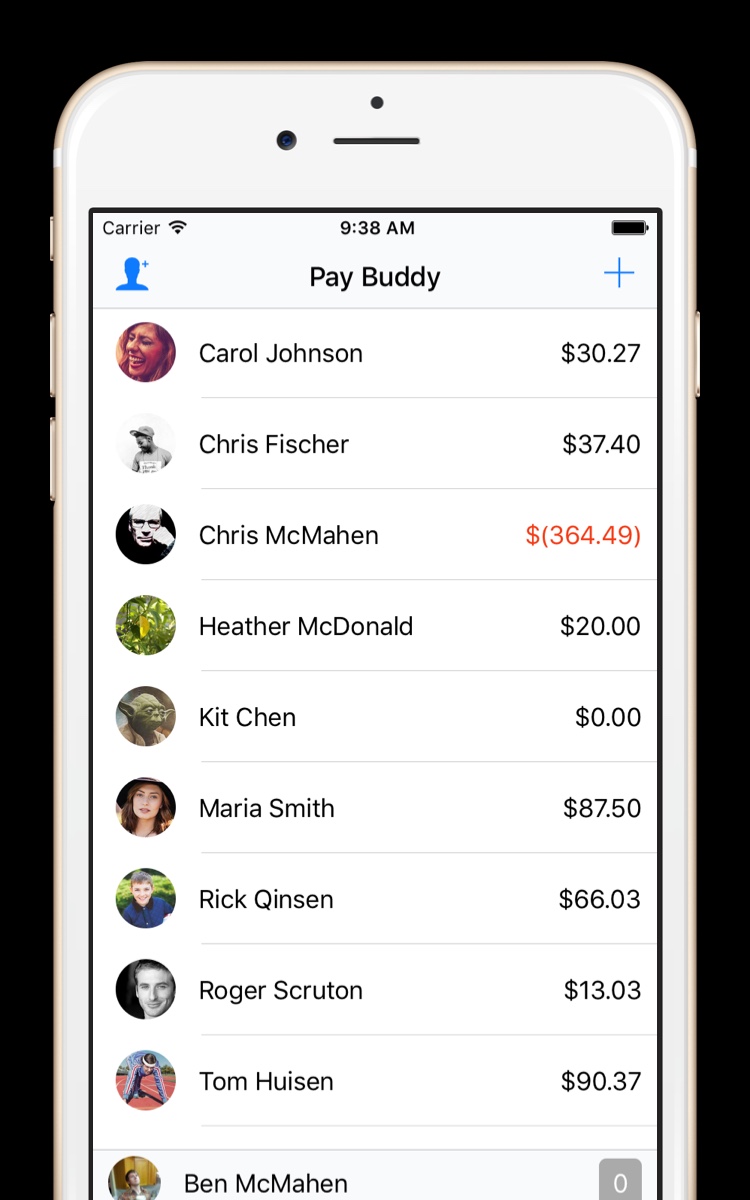 Carrier 9:38 AM
Pay Buddy
Carol Johnson $30.27
Chris Fischer $37.40
Chris McMahen $(364.49)
Heather McDonald $20.00
Kit Chen $0.00
Maria Smith $87.50
Rick Qinsen $66.03
Roger Scruton $13.03
Tom Huisen $90.37
Ben McMahen 0